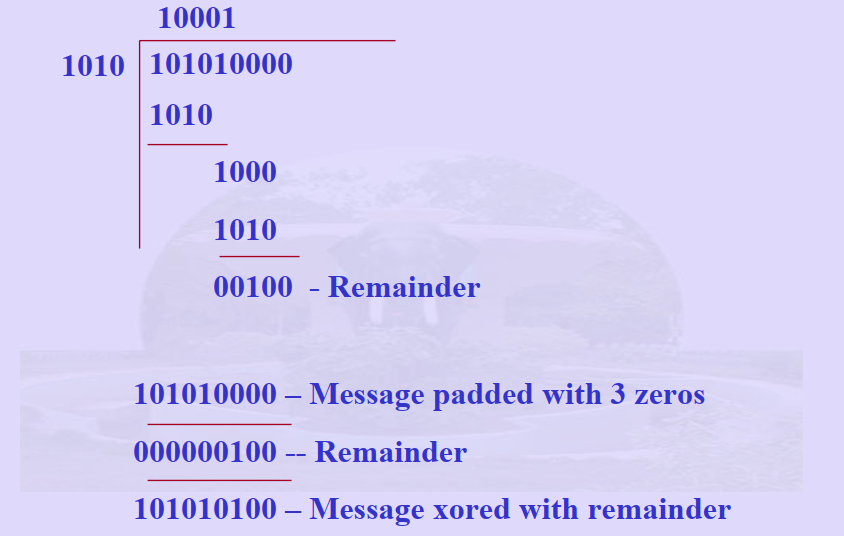 10001
1010 101010000
1010
1000
1010
00100 - Remainder
101010000 – Message padded with 3 zeros
000000100 -- Remainder
101010100 – Message xored with remainder